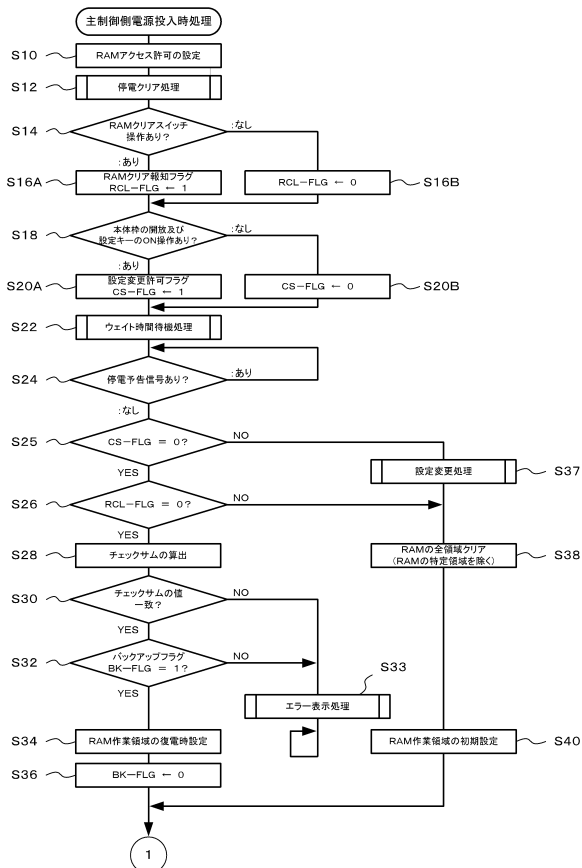 主制御側電源投入時処理
S10
RAMアクセス許可の設定
S12
停電クリア処理
S14
RAMクリアスイッチ
操作あり？
:なし
:あり
S16A
RAMクリア報知フラグ
RCL-FLG ← 1
RCL-FLG ← 0
S16B
S18
本体枠の開放及び
設定キーのON操作あり？
:なし
:あり
S20A
設定変更許可フラグ
CS-FLG ← 1
CS-FLG ← 0
S20B
S22
ウェイト時間待機処理
S24
停電予告信号あり？
:あり
:なし
S25
CS-FLG = 0?
NO
YES
設定変更処理
S37
S26
RCL-FLG = 0?
NO
YES
S28
チェックサムの算出
RAMの全領域クリア
(RAMの特定領域を除く)
S38
S30
チェックサムの値
一致？
NO
YES
S32
バックアップフラグ
BK-FLG = 1?
NO
YES
S33
エラー表示処理
S34
RAM作業領域の復電時設定
RAM作業領域の初期設定
S40
S36
BK-FLG ← 0
1